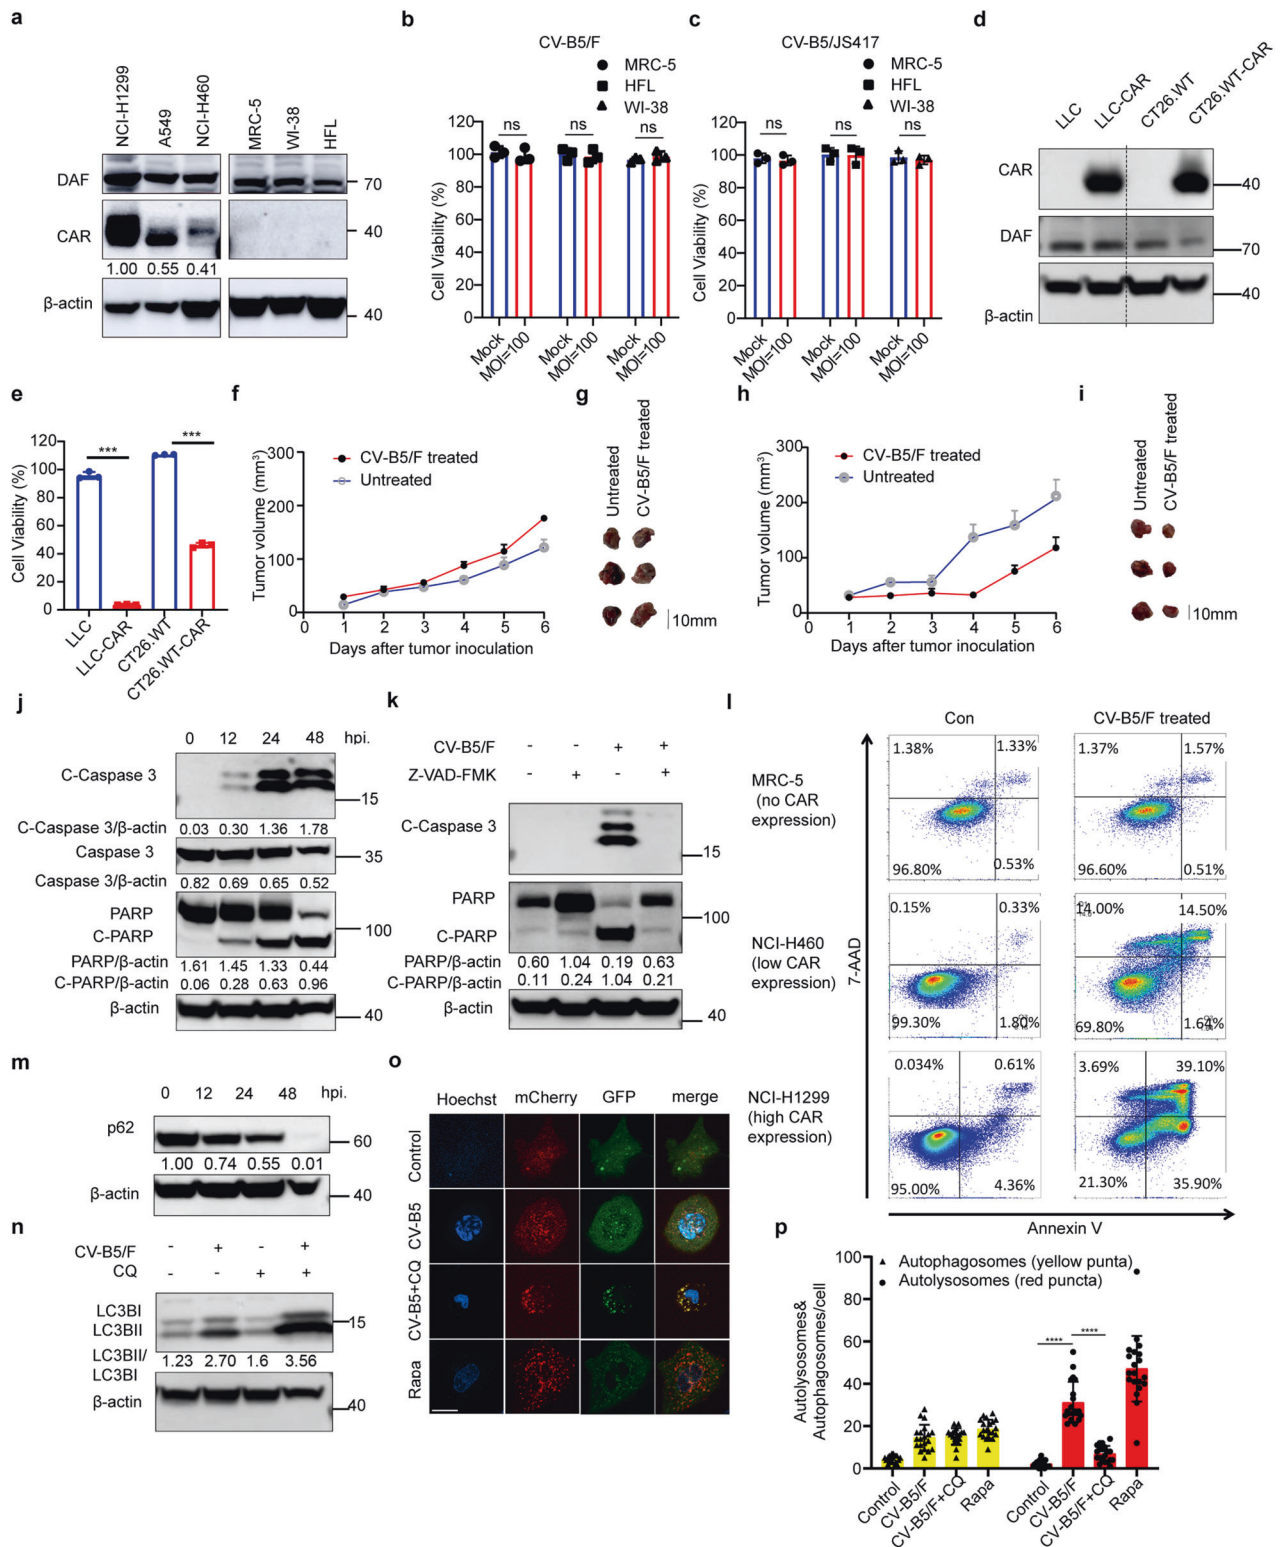 a
NCI-H1299
A549
NCI-H460
MRC-5
WI-38
HFL
DAF
70
CAR
40
1.00 0.55 0.41
β-actin
40
b
CV-B5/F
MRC-5
HFL
WI-38
Cell Viability (%)
120
100
80
60
40
20
0
ns ns ns
Mock
MOI=100
Mock
MOI=100
Mock
MOI=100
c
CV-B5/JS417
MRC-5
HFL
WI-38
Cell Viability (%)
120
100
80
60
40
20
0
ns ns ns
Mock
MOI=100
Mock
MOI=100
Mock
MOI=100
d
LLC
LLC-CAR
CT26.WT
CT26.WT-CAR
CAR
40
DAF
70
40
β-actin
e
Cell Viability (%)
120
100
80
60
40
20
0
*** ***
LLC
LLC-CAR
CT26.WT
CT26.WT-CAR
f
Tumor volume (mm³)
300
200
100
0
CV-B5/F treated
Untreated
0 1 2 3 4 5 6
Days after tumor inoculation
g
Untreated
CV-B5/F treated
10mm
h
Tumor volume (mm³)
300
200
100
0
CV-B5/F treated
Untreated
0 1 2 3 4 5 6
Days after tumor inoculation
i
Untreated
CV-B5/F treated
10mm
j
0 12 24 48 hpi.
C-Caspase 3
15
C-Caspase 3/β-actin 0.03 0.30 1.36 1.78
Caspase 3
35
Caspase 3/β-actin 0.82 0.69 0.65 0.52
PARP
100
C-PARP
PARP/β-actin 1.61 1.45 1.33 0.44
C-PARP/β-actin 0.06 0.28 0.63 0.96
β-actin
40
k
CV-B5/F - - + +
Z-VAD-FMK - + - +
C-Caspase 3
15
PARP
100
C-PARP
PARP/β-actin 0.60 1.04 0.19 0.63
C-PARP/β-actin 0.11 0.24 1.04 0.21
β-actin
40
l
Con
CV-B5/F treated
7-AAD
MRC-5
(no CAR
expression)
1.38% 1.33%
96.80% 0.53%
1.37% 1.57%
96.60% 0.51%
NCI-H460
(low CAR
expression)
0.15% 0.33%
99.30% 1.80%
14.00% 14.50%
69.80% 1.64%
NCI-H1299
(high CAR
expression)
0.034% 0.61%
95.00% 4.36%
3.69% 39.10%
21.30% 35.90%
Annexin V
m
0 12 24 48 hpi.
p62
60
1.00 0.74 0.55 0.01
β-actin
40
n
CV-B5/F - + - +
CQ - - + +
LC3BI
15
LC3BII
LC3BII/
LC3BI
1.23 2.70 1.6 3.56
β-actin
40
o
Hoechst mCherry GFP merge
Control
CV-B5
CV-B5+CQ
Rapa
p
Autolysosomes&
Autophagosomes/cell
100
80
60
40
20
0
Autophagosomes (yellow punta)
Autolysosomes (red puncta)
**** ****
Control
CV-B5/F
CV-B5/F+CQ
Rapa
Control
CV-B5/F
CV-B5/F+CQ
Rapa